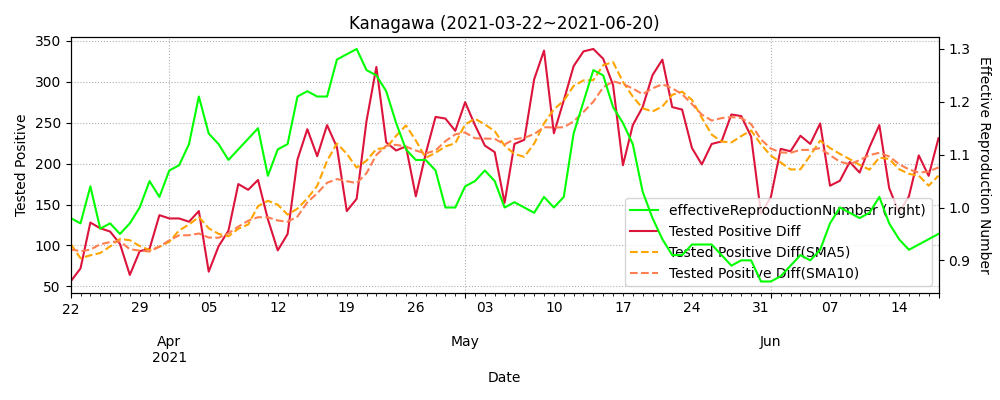 Kanagawa (2021-03-22~2021-06-20)
350
300
250
200
150
100
50
Tested Positive
1.3
1.2
1.1
1.0
0.9
Effective Reproduction Number
effectiveReproductionNumber (right)
Tested Positive Diff
Tested Positive Diff(SMA5)
Tested Positive Diff(SMA10)
22 29 05 12 19 26 03 10 17 24 31 07 14
Apr May Jun
2021
Date